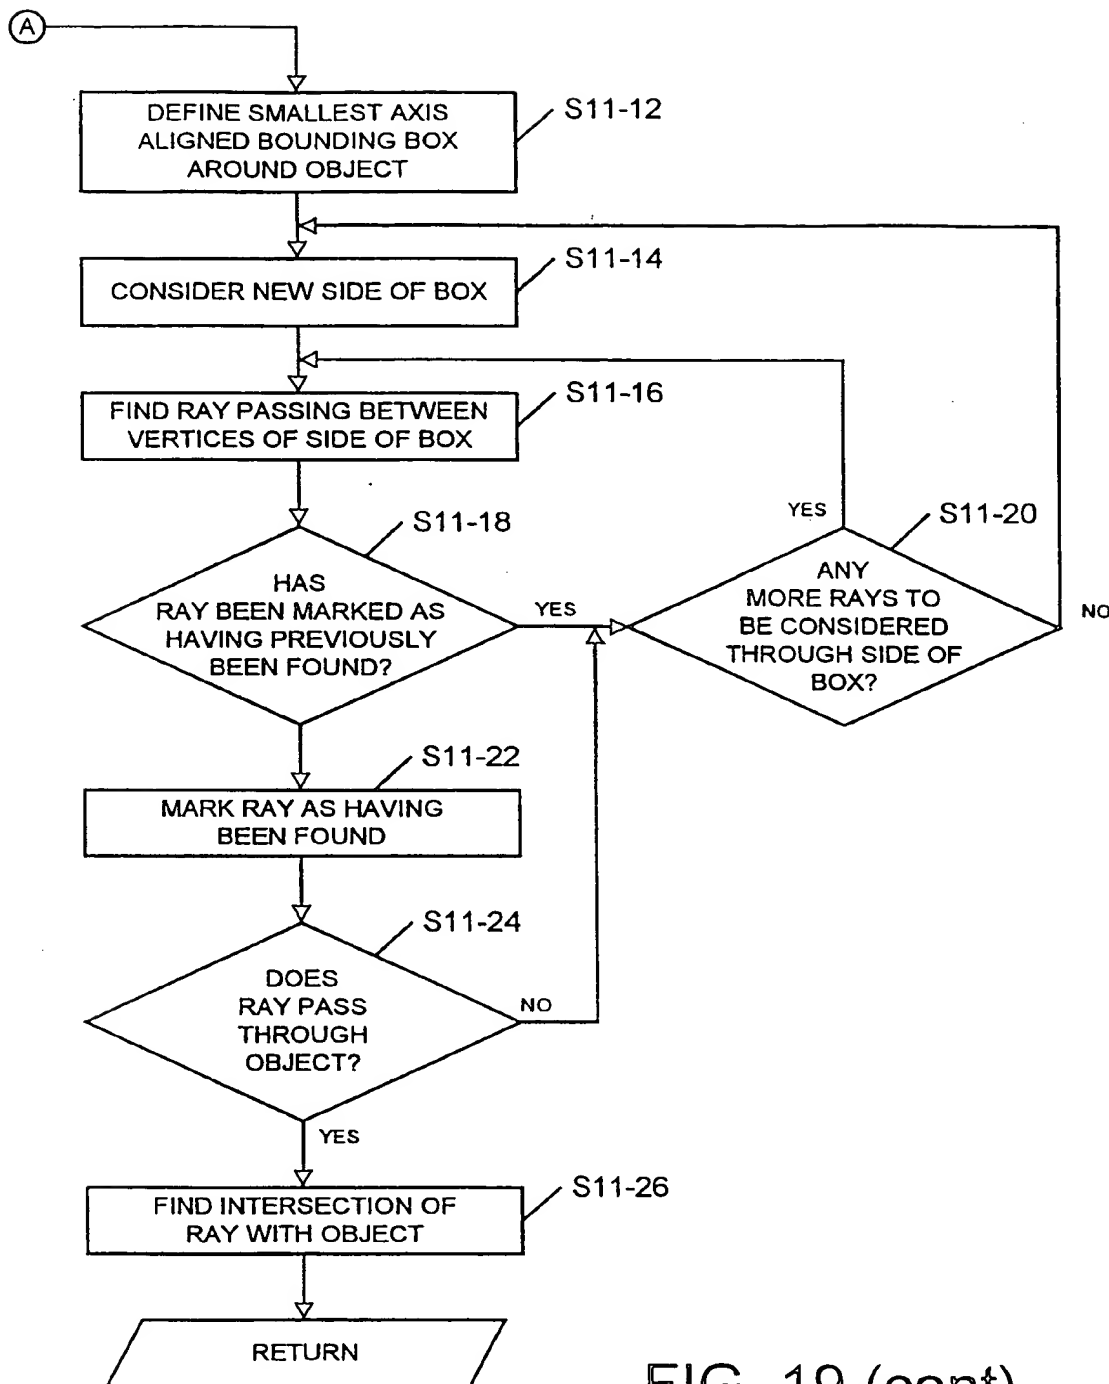 A
DEFINE SMALLEST AXIS
ALIGNED BOUNDING BOX
AROUND OBJECT
S11-12
CONSIDER NEW SIDE OF BOX
S11-14
FIND RAY PASSING BETWEEN
VERTICES OF SIDE OF BOX
S11-16
HAS
RAY BEEN MARKED AS
HAVING PREVIOUSLY
BEEN FOUND?
S11-18
YES
ANY
MORE RAYS TO
BE CONSIDERED
THROUGH SIDE OF
BOX?
S11-20
YES
NO
MARK RAY AS HAVING
BEEN FOUND
S11-22
DOES
RAY PASS
THROUGH
OBJECT?
S11-24
NO
YES
FIND INTERSECTION OF
RAY WITH OBJECT
S11-26
RETURN
FIG. 19 (cont)